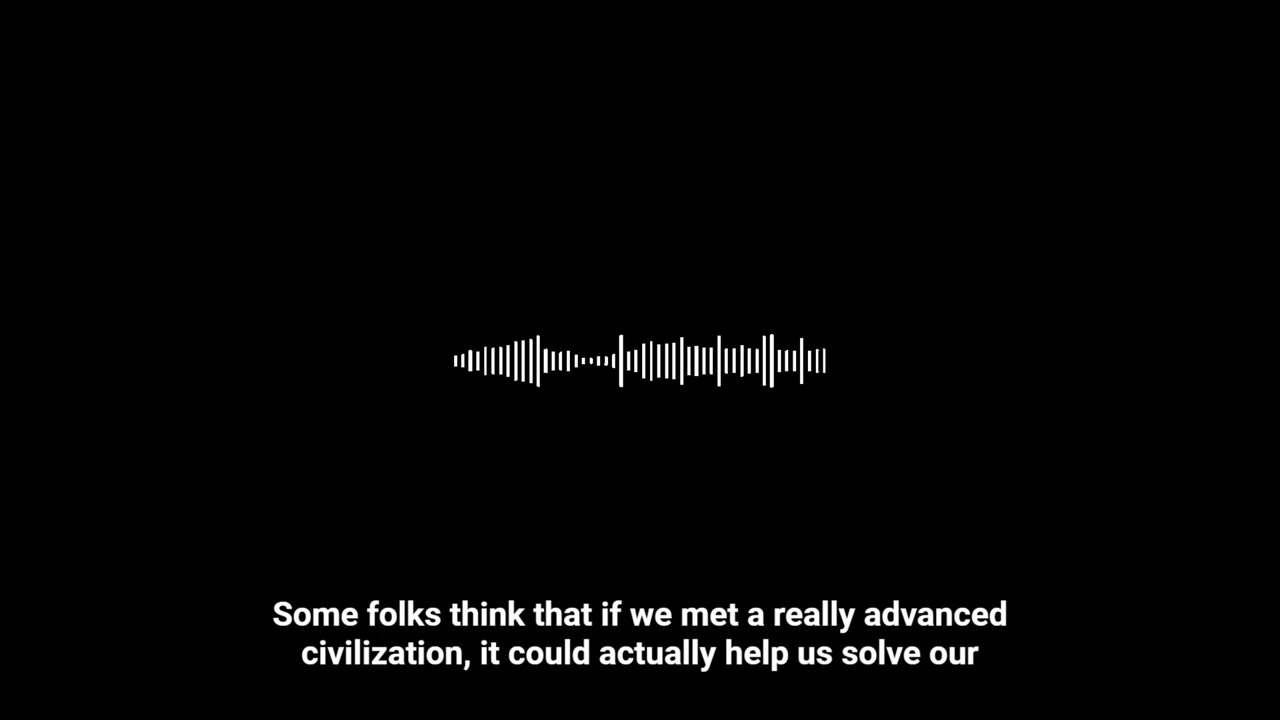 Some folks think that if we met a really advanced
civilization, it could actually help us solve our